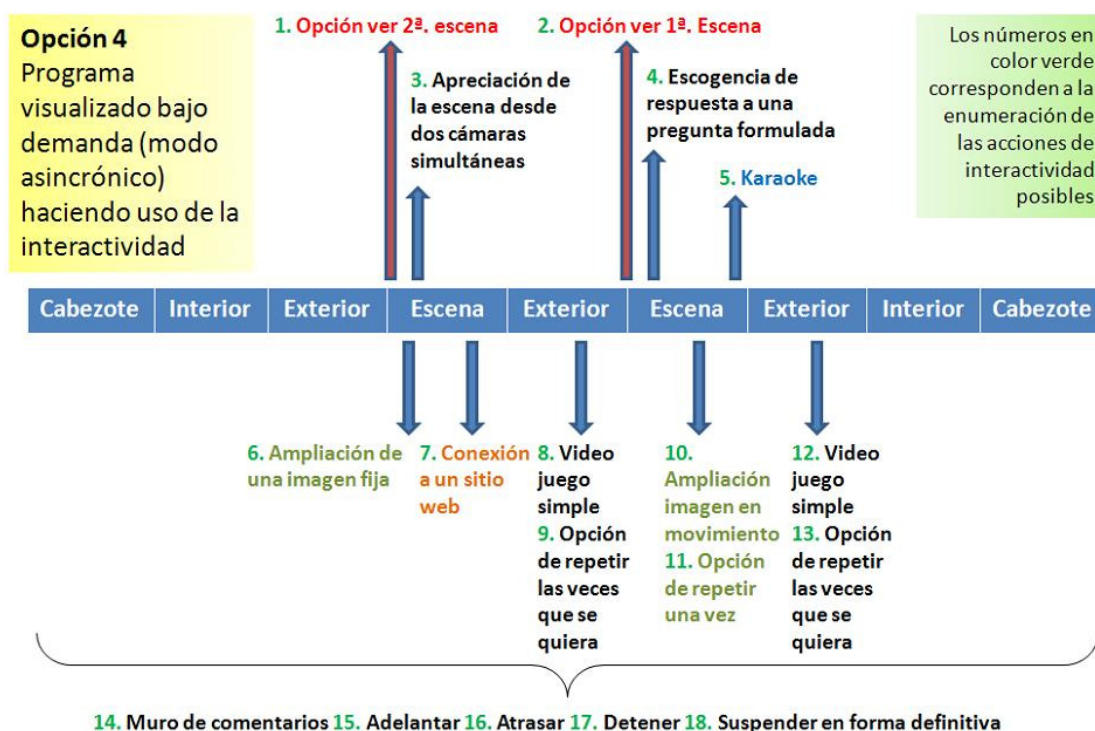 Opción 4
Programa
visualizado bajo
demanda (modo
asincrónico)
haciendo uso de la
interactividad
1. Opción ver 2ª. escena
2. Opción ver 1ª. Escena
3. Apreciación de
la escena desde
dos cámaras
simultáneas
4. Escogencia de
respuesta a una
pregunta formulada
5. Karaoke
Los números en
color verde
corresponden a la
enumeración de
las acciones de
interactividad
posibles
Cabezote Interior Exterior Escena Exterior Escena Exterior Interior Cabezote
6. Ampliación de
una imagen fija
7. Conexión
a un sitio
web
8. Video
juego
simple
9. Opción
de repetir
las veces
que se
quiera
10.
Ampliación
imagen en
movimiento
11. Opción
de repetir
una vez
12. Video
juego
simple
13. Opción
de repetir
las veces
que se
quiera
14. Muro de comentarios 15. Adelantar 16. Atrasar 17. Detener 18. Suspender en forma definitiva